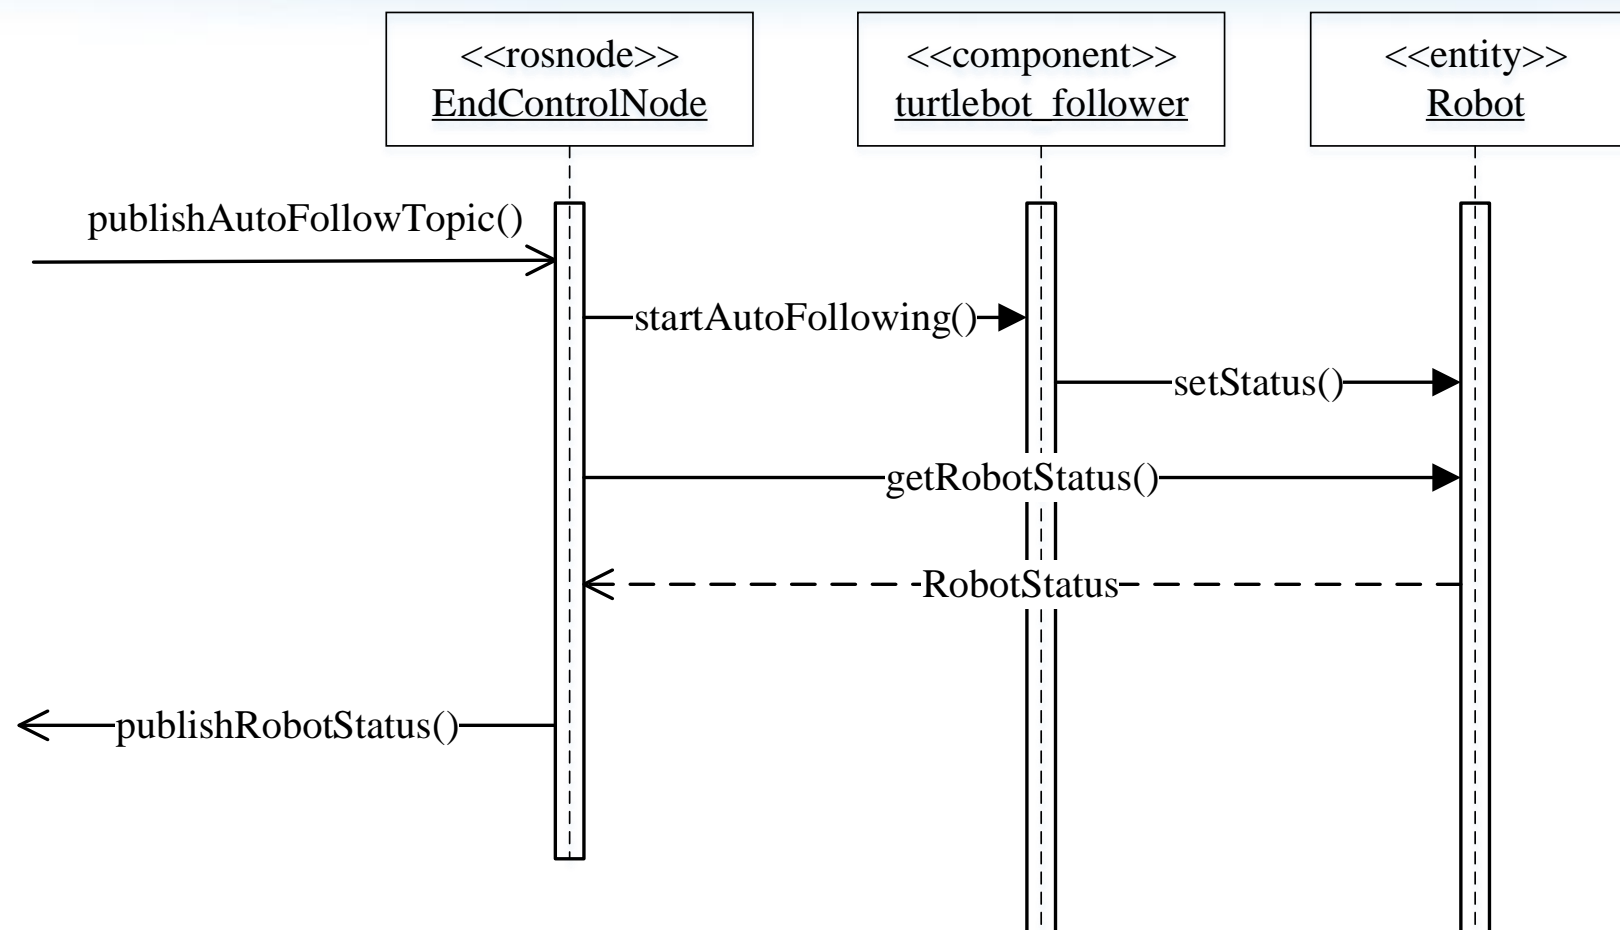 <<rosnode>>
EndControlNode
<<component>>
turtlebot_follower
<<entity>>
Robot
publishAutoFollowTopic()
startAutoFollowing()
setStatus()
getRobotStatus()
RobotStatus
publishRobotStatus()